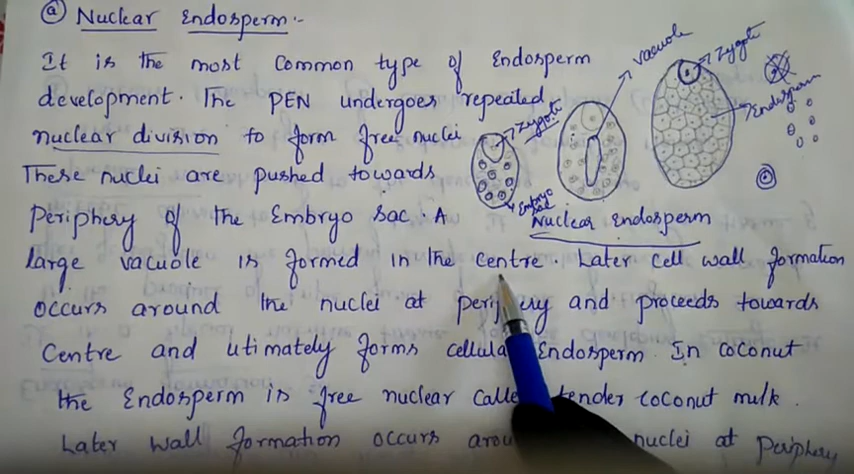 ⓐ Nuclear Endosperm:-
It is the most common type of Endosperm
development. The PEN undergoes repeated
nuclear division to form free nuclei
These nuclei are pushed towards
Periphery of the Embryo sac. A
large vacuole is formed in the centre. Later cell wall formation
occurs around the nuclei at periphery and proceeds towards
Centre and utimately forms cellula Endosperm. In coconut
the Endosperm is free nuclear calle tender coconut milk.
Later wall formation occurs arou nuclei at periphery
Zygote
Embryo Sac
Vacuole
Zygote
Endosperm
Nuclear Endosperm